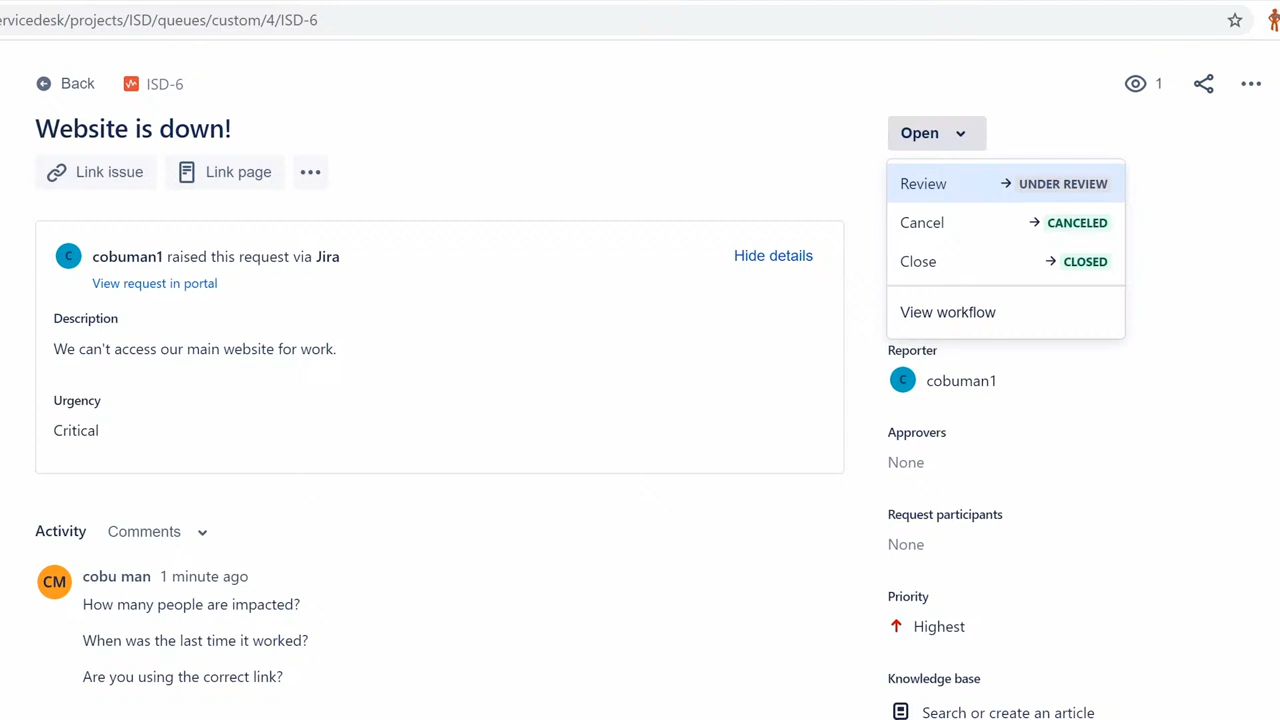 ervicedesk/projects/ISD/queues/custom/4/ISD-6
Back ISD-6 1
Website is down!
Link issue Link page
Open
Review → UNDER REVIEW
Cancel → CANCELED
Close → CLOSED
View workflow
C cobuman1 raised this request via Jira Hide details
View request in portal
Description
We can't access our main website for work.
Urgency
Critical
Reporter
C cobuman1
Approvers
None
Request participants
None
Priority
Highest
Knowledge base
Search or create an article
Activity Comments
CM cobu man 1 minute ago
How many people are impacted?
When was the last time it worked?
Are you using the correct link?